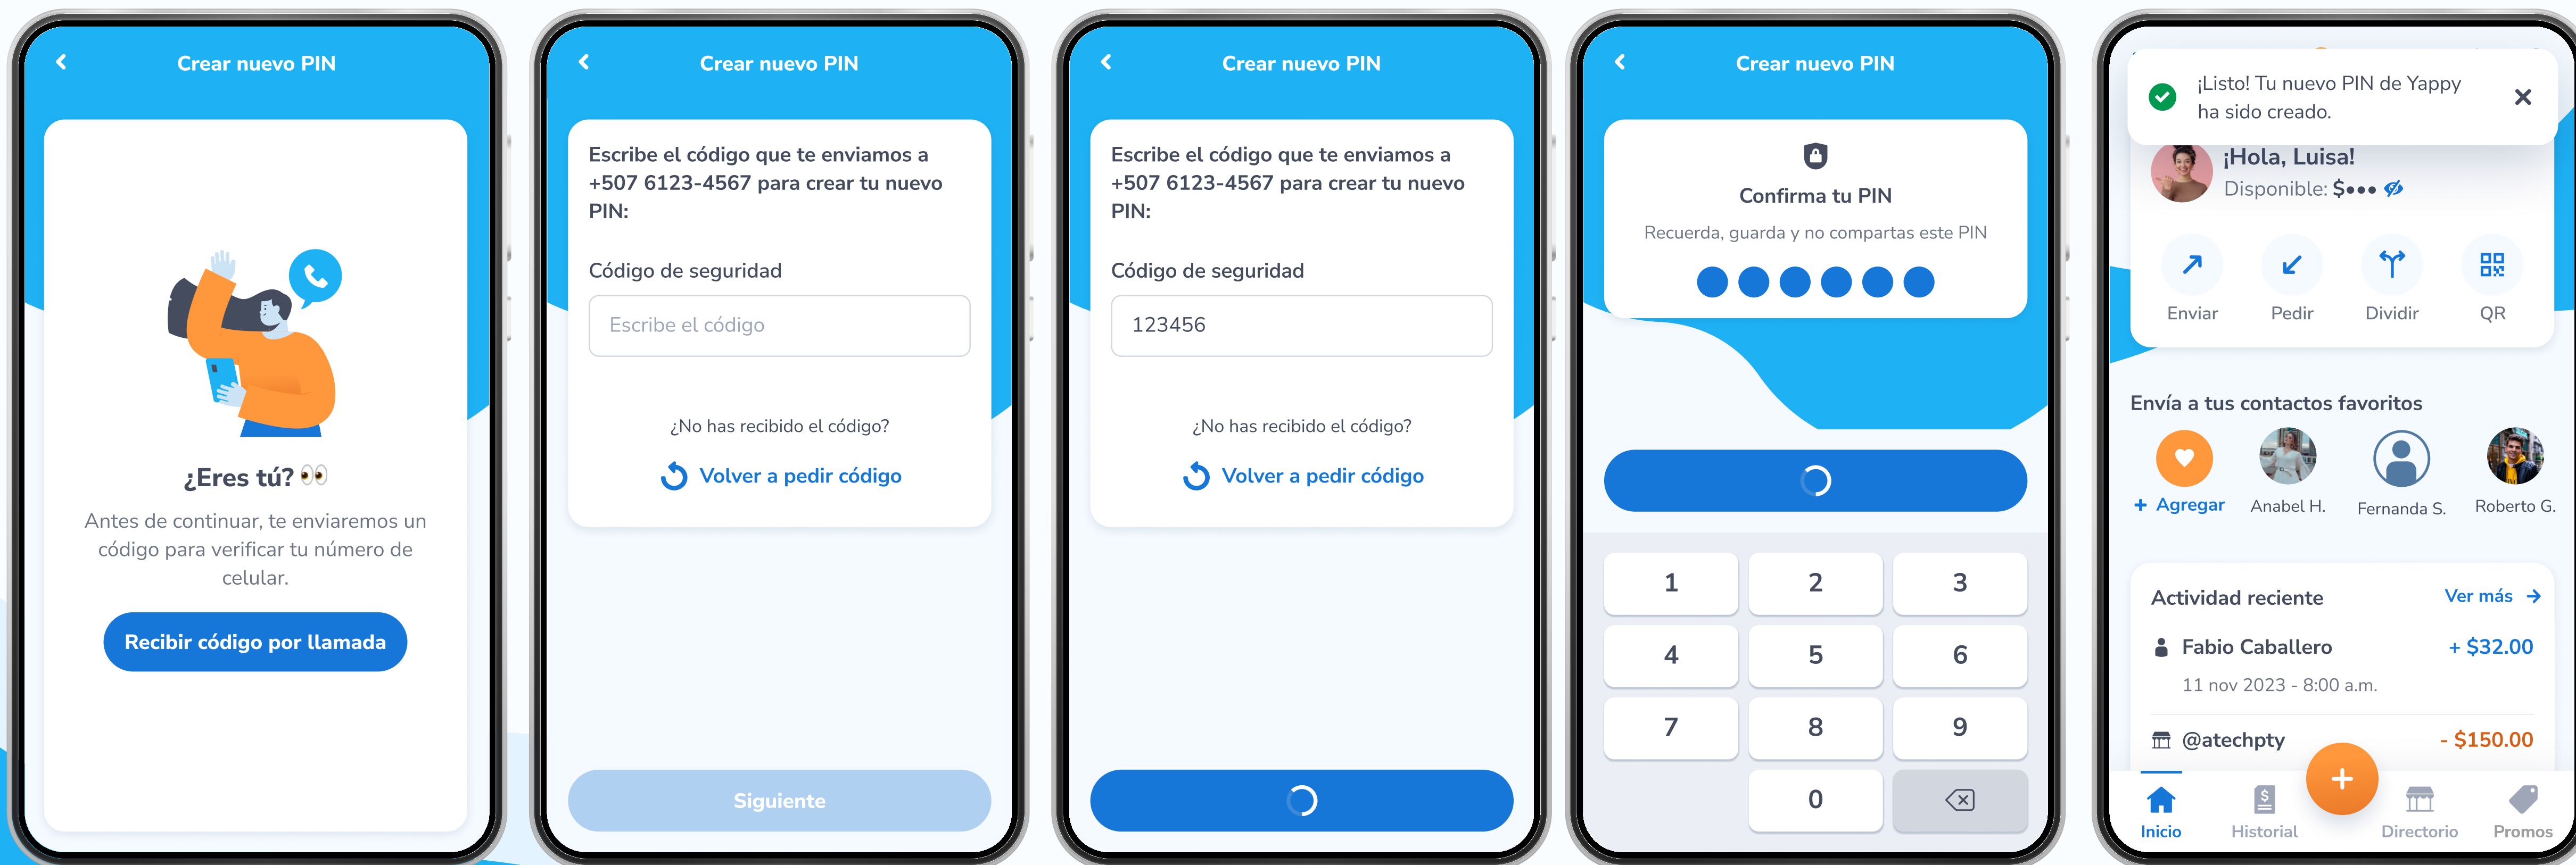 Crear nuevo PIN
¿Eres tú? 👀
Antes de continuar, te enviaremos un
código para verificar tu número de
celular.
Recibir código por llamada
Crear nuevo PIN
Escribe el código que te enviamos a
+507 6123-4567 para crear tu nuevo
PIN:
Código de seguridad
Escribe el código
¿No has recibido el código?
Volver a pedir código
Siguiente
Crear nuevo PIN
Escribe el código que te enviamos a
+507 6123-4567 para crear tu nuevo
PIN:
Código de seguridad
123456
¿No has recibido el código?
Volver a pedir código
Crear nuevo PIN
Confirma tu PIN
Recuerda, guarda y no compartas este PIN
1 2 3
4 5 6
7 8 9
0
¡Listo! Tu nuevo PIN de Yappy
ha sido creado.
¡Hola, Luisa!
Disponible: $•••
Enviar Pedir Dividir QR
Envía a tus contactos favoritos
+ Agregar Anabel H. Fernanda S. Roberto G.
Actividad reciente Ver más
Fabio Caballero + $32.00
11 nov 2023 - 8:00 a.m.
@atechpty - $150.00
Inicio Historial Directorio Promos